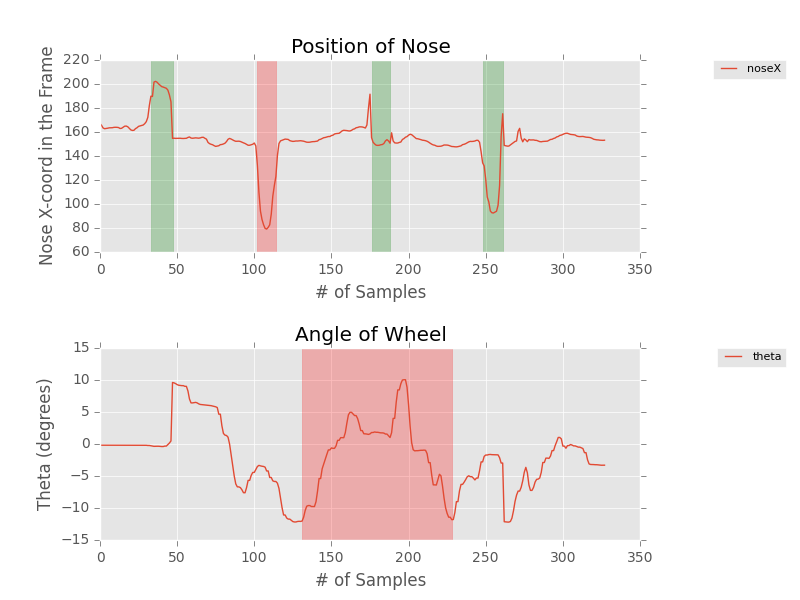 Position of Nose
Nose X-coord in the Frame
220
200
180
160
140
120
100
80
60
0 50 100 150 200 250 300 350
# of Samples
noseX
Angle of Wheel
Theta (degrees)
15
10
5
0
−5
−10
−15
0 50 100 150 200 250 300 350
# of Samples
theta